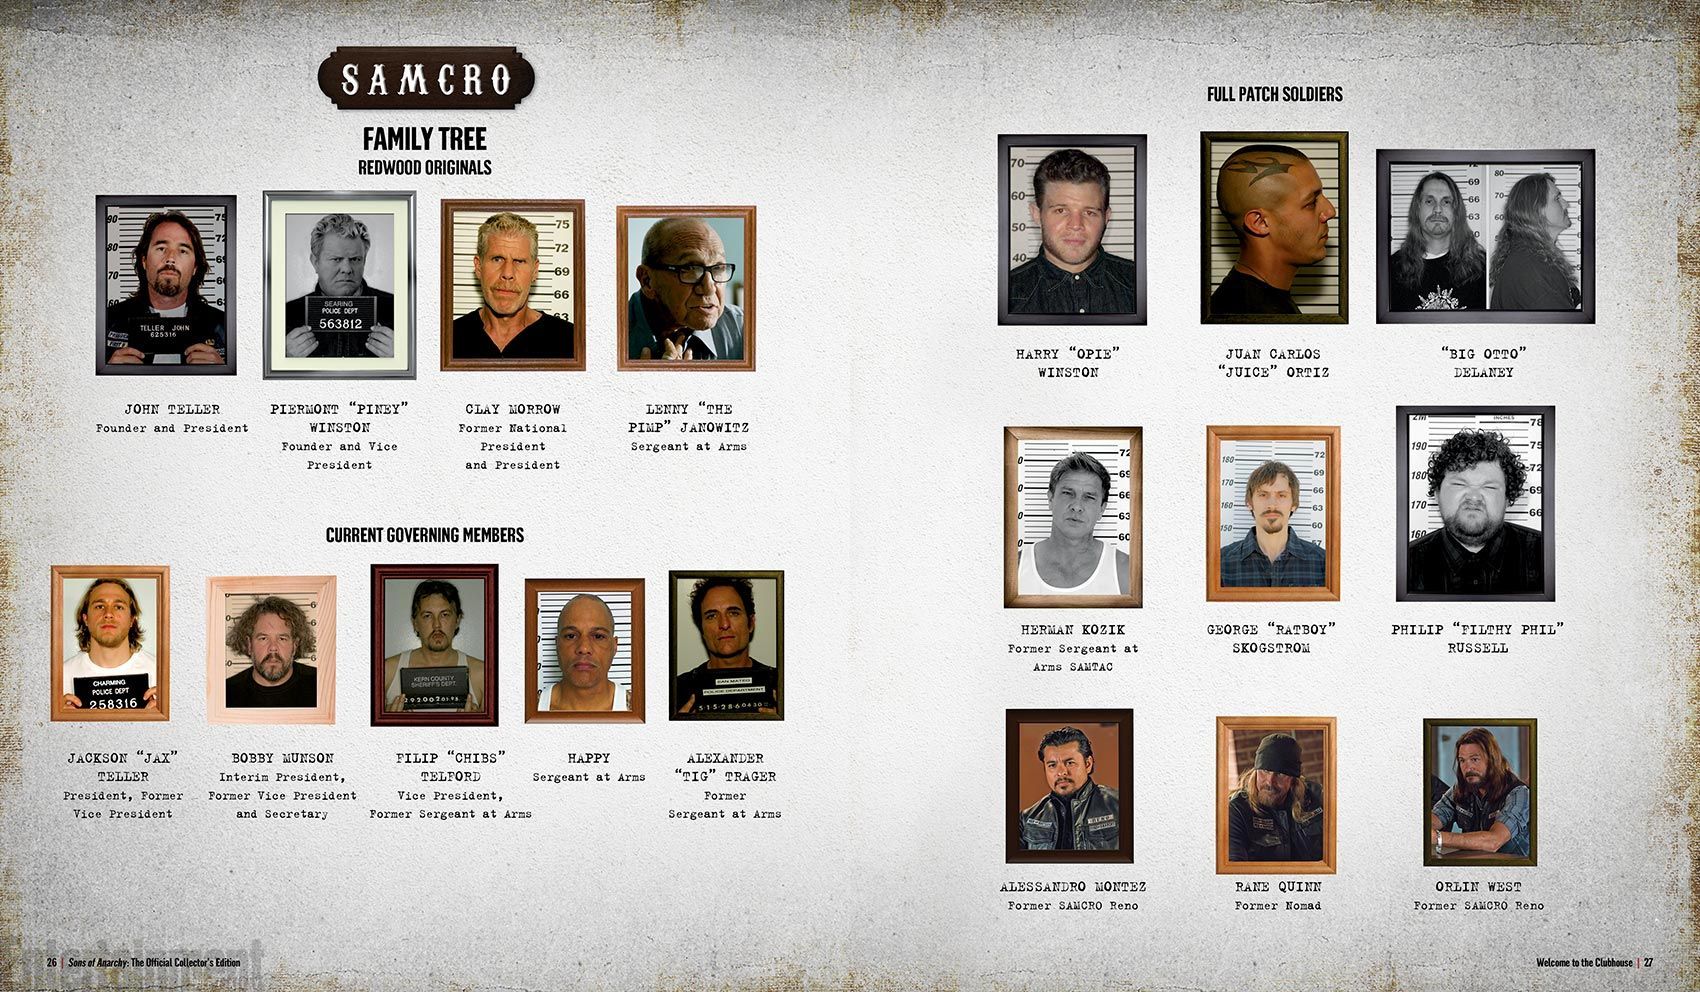 SAMCRO
FAMILY TREE
REDWOOD ORIGINALS
TELLER JOHN
625316
SEARING
POLICE DEPT
563812
JOHN TELLER
Founder and President
PIERMONT “PINEY”
WINSTON
Founder and Vice
President
CLAY MORROW
Former National
President
and President
LENNY “THE
PIMP” JANOWITZ
Sergeant at Arms
CURRENT GOVERNING MEMBERS
CHARMING
POLICE DEPT
258316
KERN COUNTY
SHERIFF'S DEPT.
SAN MATEO
POLICE DEPARTMENT
JACKSON “JAX”
TELLER
President, Former
Vice President
BOBBY MUNSON
Interim President,
Former Vice President
and Secretary
FILIP “CHIBS”
TELFORD
Vice President,
Former Sergeant at Arms
HAPPY
Sergeant at Arms
ALEXANDER
“TIG” TRAGER
Former
Sergeant at Arms
26 | Sons of Anarchy: The Official Collector's Edition
FULL PATCH SOLDIERS
HARRY “OPIE”
WINSTON
JUAN CARLOS
“JUICE” ORTIZ
“BIG OTTO”
DELANEY
INCHES
HERMAN KOZIK
Former Sergeant at
Arms SAMTAC
GEORGE “RATBOY”
SKOGSTROM
PHILIP “FILTHY PHIL”
RUSSELL
RENO
ALESSANDRO MONTEZ
Former SAMCRO Reno
RANE QUINN
Former Nomad
ORLIN WEST
Former SAMCRO Reno
Welcome to the Clubhouse | 27